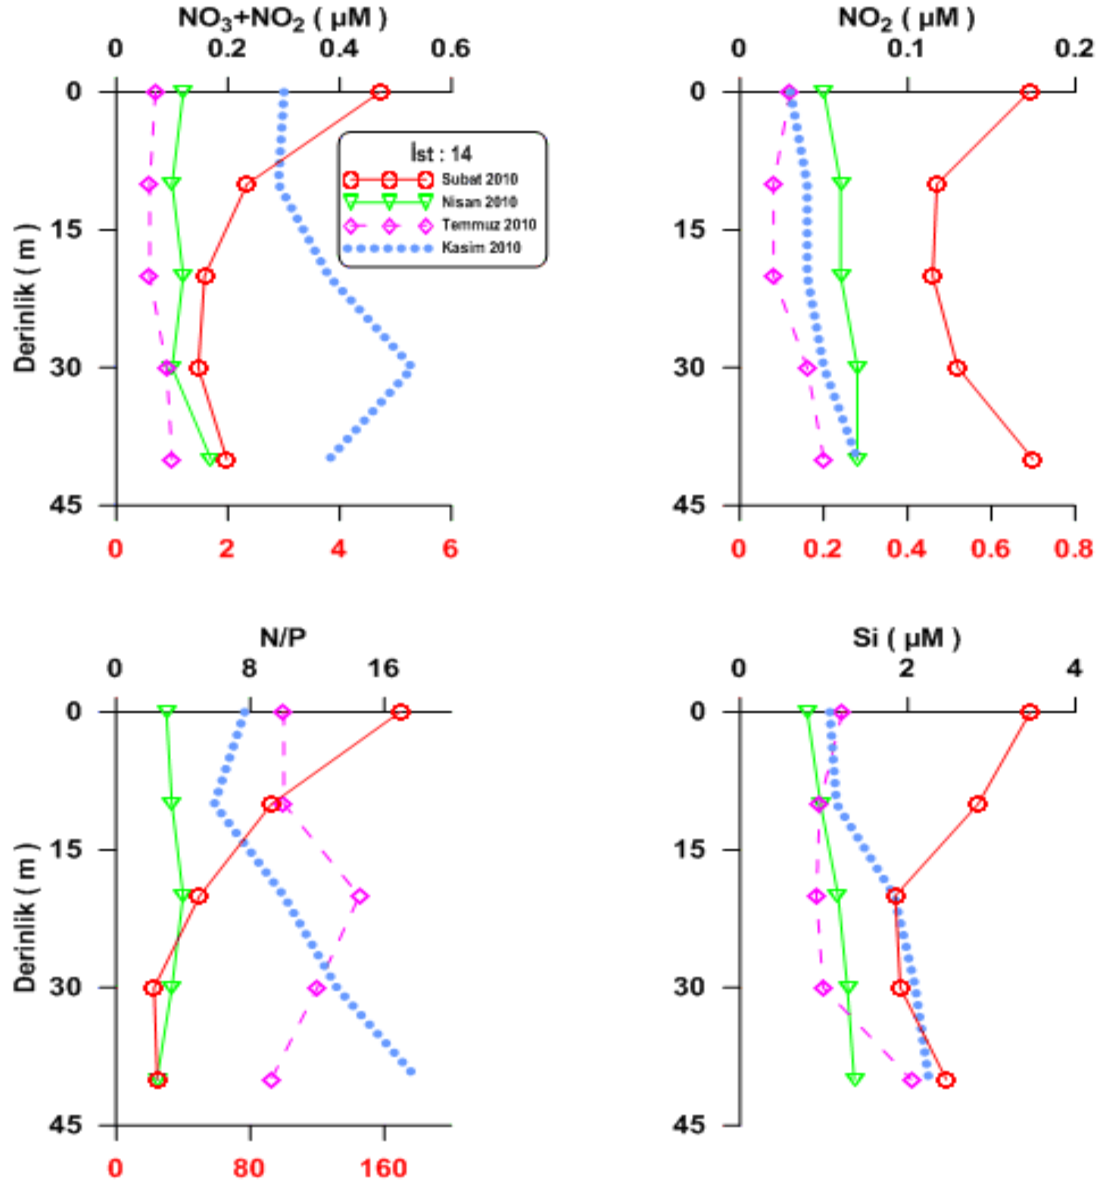 NO₃+NO₂ ( µM )
0 0.2 0.4 0.6
0
15
30
45
Derinlik ( m )
İst : 14
Subat 2010
Nisan 2010
Temmuz 2010
Kasim 2010
0 2 4 6
NO₂ ( µM )
0 0.1 0.2
0
15
30
45
0 0.2 0.4 0.6 0.8
N/P
0 8 16
0
15
30
45
Derinlik ( m )
0 80 160
Si ( µM )
0 2 4
0
15
30
45